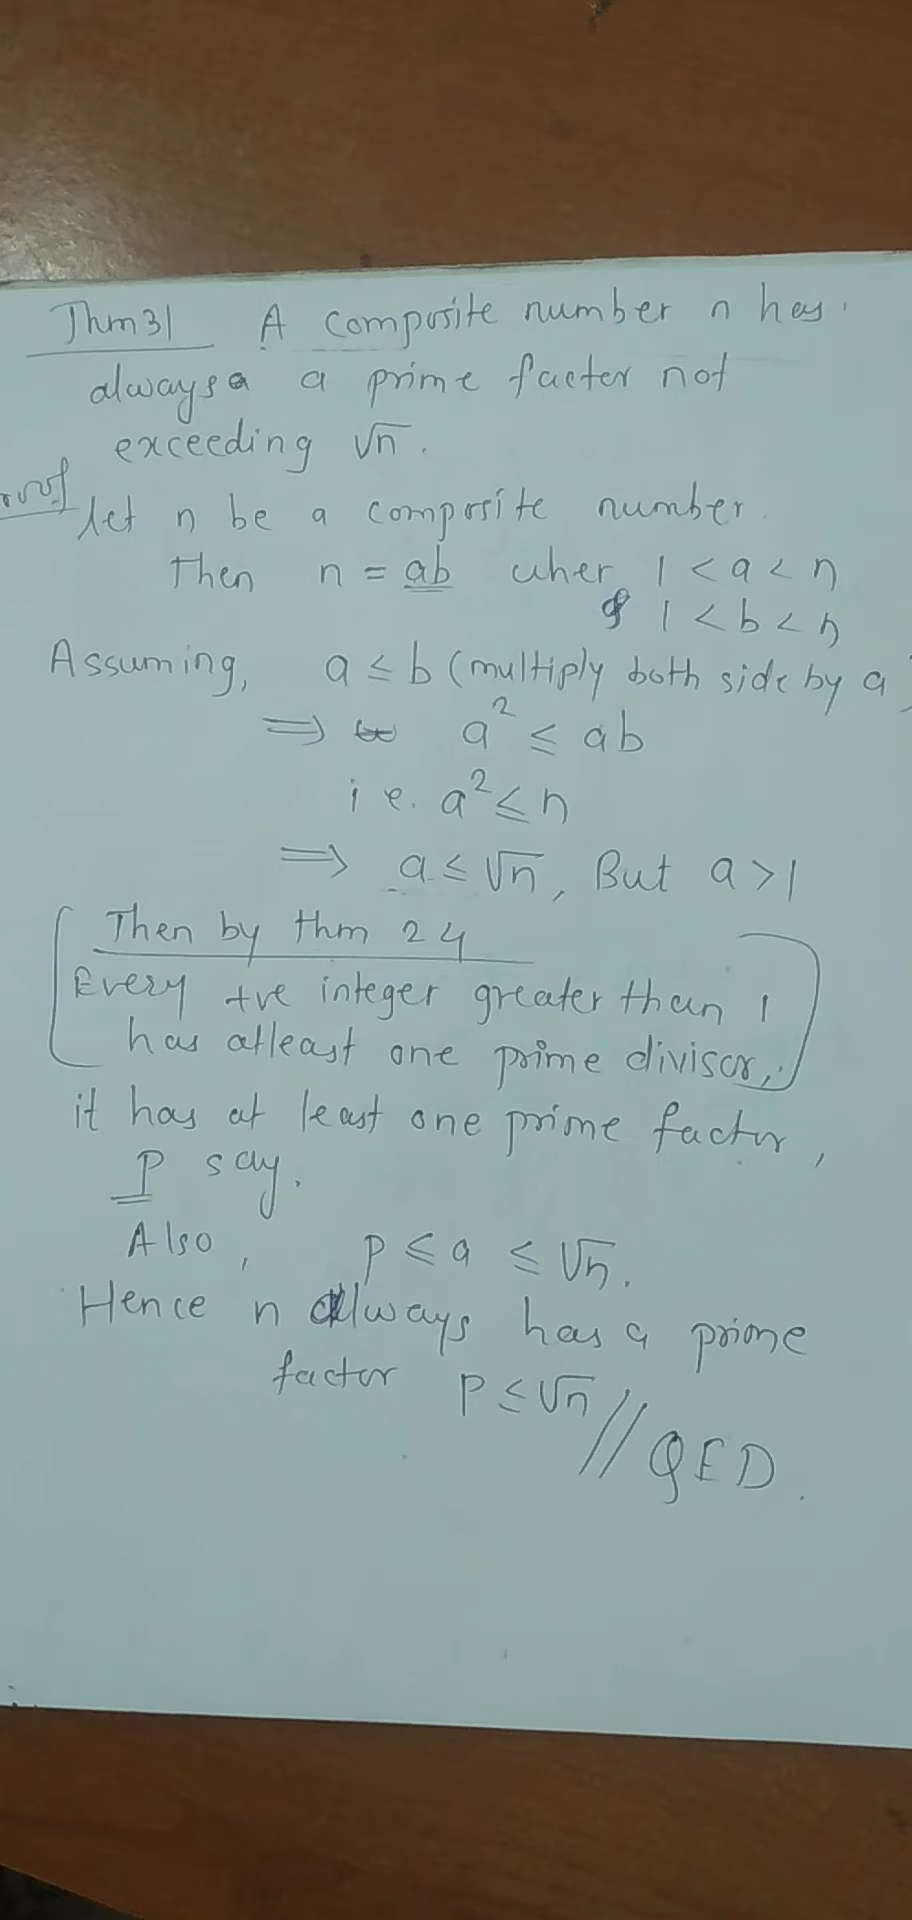 Thm 31 A composite number n has
always a a prime factor not
exceeding √n.
let n be a composite number.
Then n = ab wher 1 < a < n
& 1 < b < n
Assuming, a ≤ b (multiply both side by a)
⇒ a² ≤ ab
i e. a² ≤ n
⇒ a ≤ √n, But a > 1
Then by thm 24
Every +ve integer greater than 1
has atleast one prime divisor,
it has at least one prime factor,
P say.
Also, p ≤ a ≤ √n.
Hence n always has a prime
factor p ≤ √n // QED.